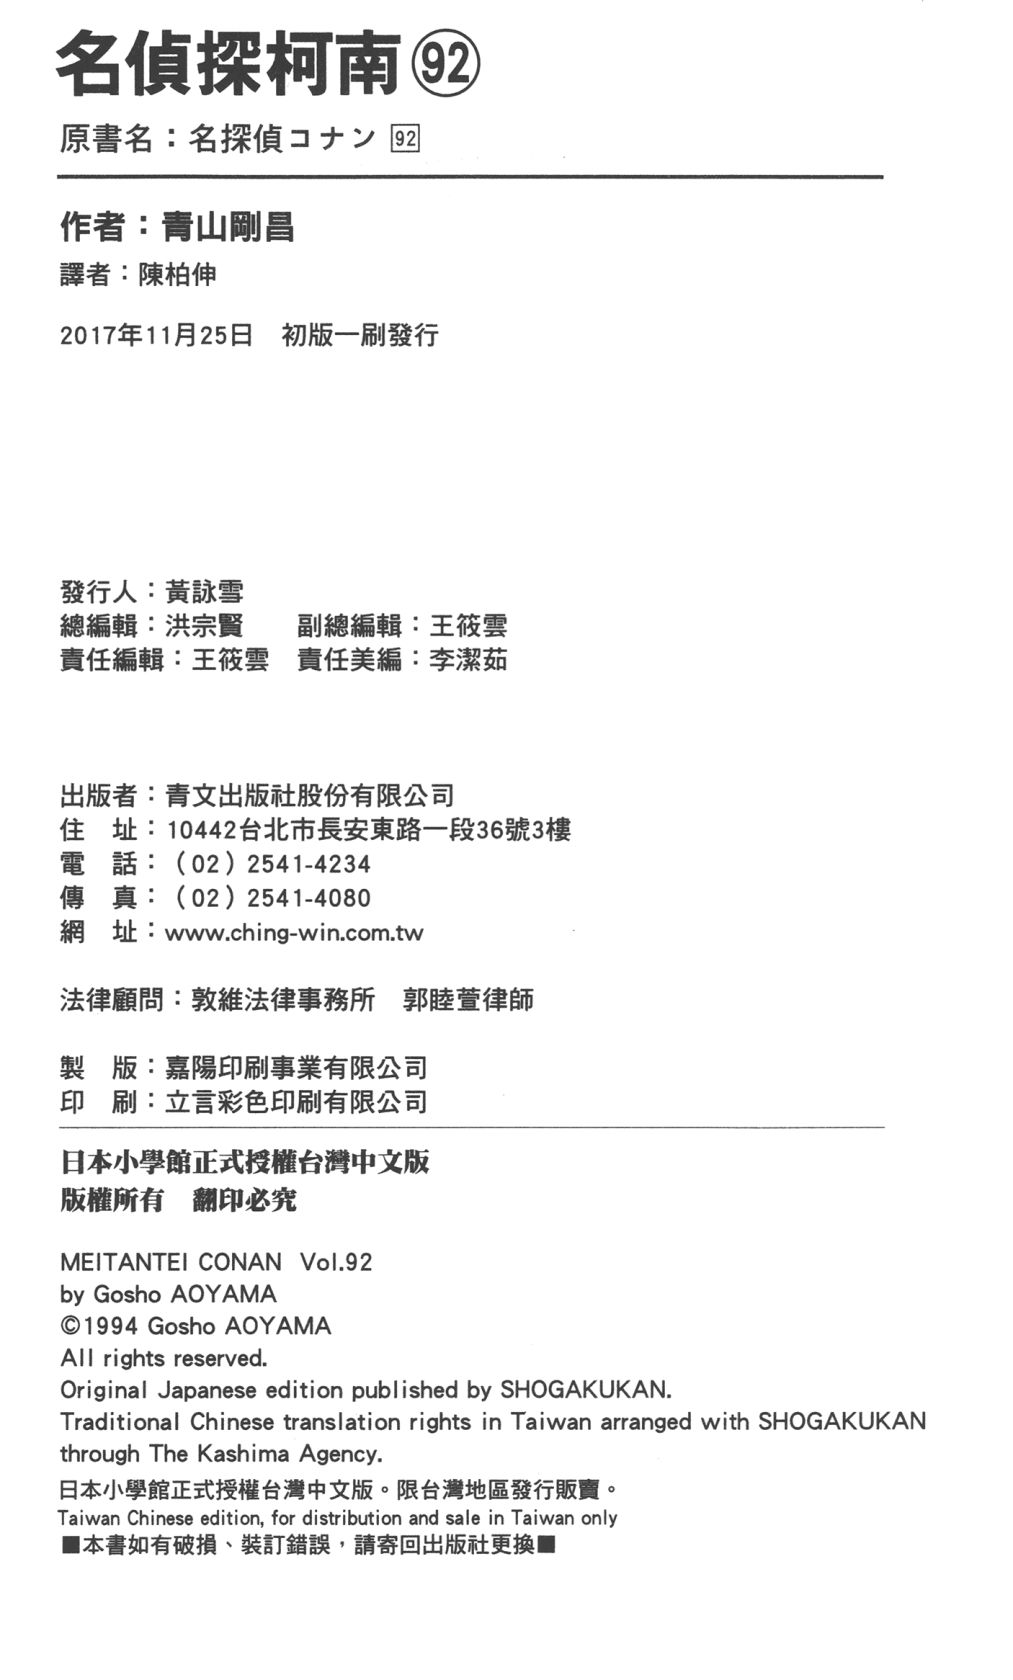 名偵探柯南 92
原書名：名探偵コナン 92
作者：青山剛昌
譯者：陳柏伸
2017年11月25日　初版一刷發行
發行人：黃詠雪
總編輯：洪宗賢　　副總編輯：王筱雲
責任編輯：王筱雲　責任美編：李潔茹
出版者：青文出版社股份有限公司
住　址：10442台北市長安東路一段36號3樓
電　話：（02）2541-4234
傳　真：（02）2541-4080
網　址：www.ching-win.com.tw
法律顧問：敦維法律事務所　郭睦萱律師
製　版：嘉陽印刷事業有限公司
印　刷：立言彩色印刷有限公司
日本小學館正式授權台灣中文版
版權所有　翻印必究
MEITANTEI CONAN Vol.92
by Gosho AOYAMA
©1994 Gosho AOYAMA
All rights reserved.
Original Japanese edition published by SHOGAKUKAN.
Traditional Chinese translation rights in Taiwan arranged with SHOGAKUKAN
through The Kashima Agency.
日本小學館正式授權台灣中文版。限台灣地區發行販賣。
Taiwan Chinese edition, for distribution and sale in Taiwan only
■本書如有破損、裝訂錯誤，請寄回出版社更換■